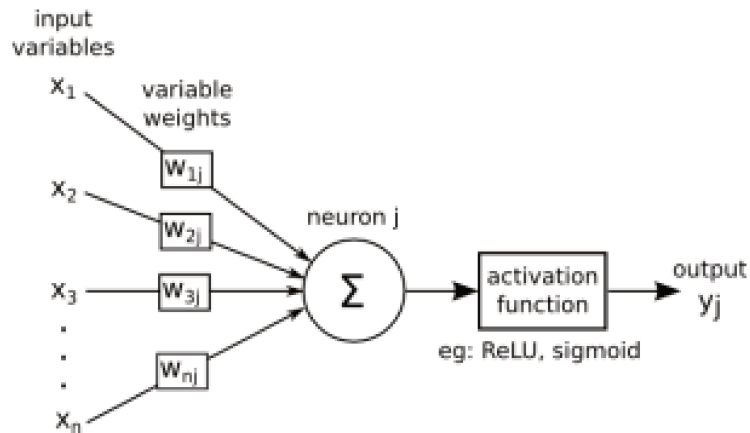 input
variables
x₁
variable
weights
w₁ⱼ
x₂
w₂ⱼ
neuron j
x₃
w₃ⱼ
Σ
activation
function
output
yⱼ
eg: ReLU, sigmoid
.
.
.
wₙⱼ
xₙ